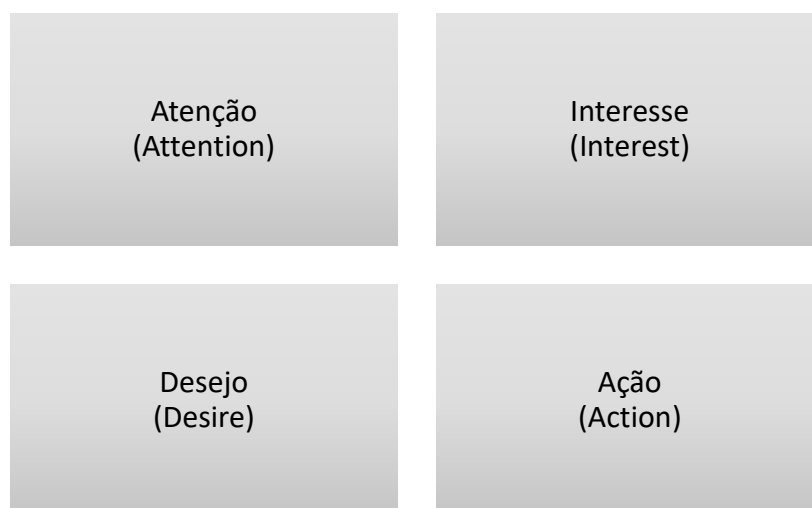 Atenção
(Attention)
Interesse
(Interest)
Desejo
(Desire)
Ação
(Action)